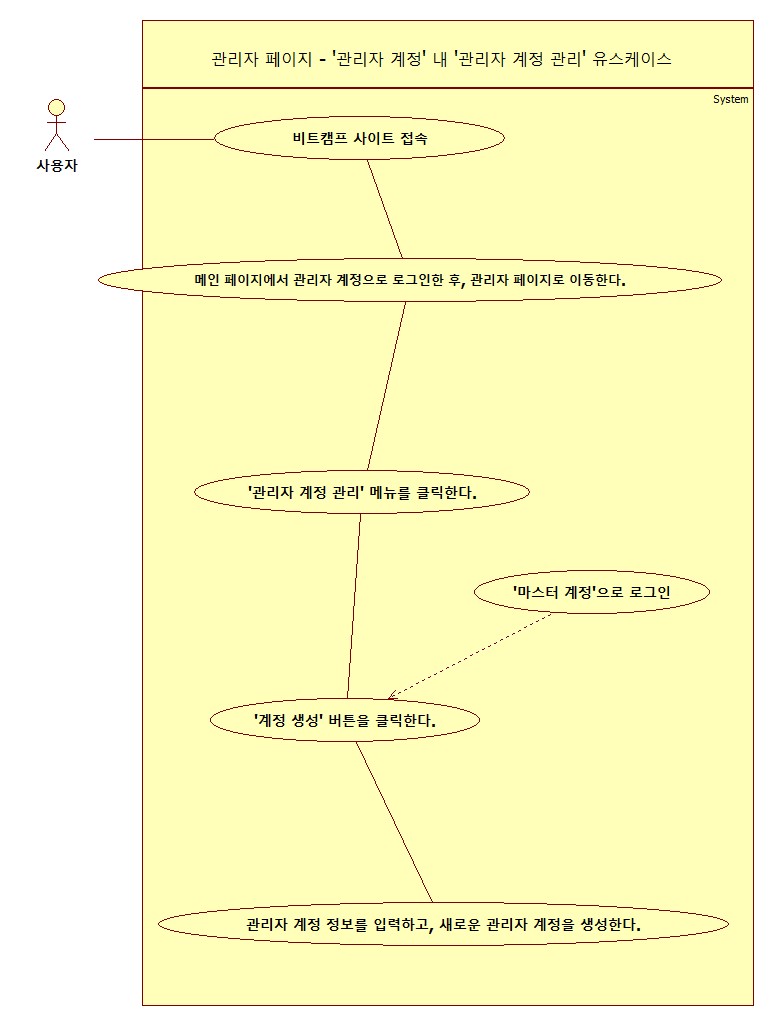 관리자 페이지 - '관리자 계정' 내 '관리자 계정 관리' 유스케이스
System
사용자
비트캠프 사이트 접속
메인 페이지에서 관리자 계정으로 로그인한 후, 관리자 페이지로 이동한다.
'관리자 계정 관리' 메뉴를 클릭한다.
'마스터 계정'으로 로그인
'계정 생성' 버튼을 클릭한다.
관리자 계정 정보를 입력하고, 새로운 관리자 계정을 생성한다.